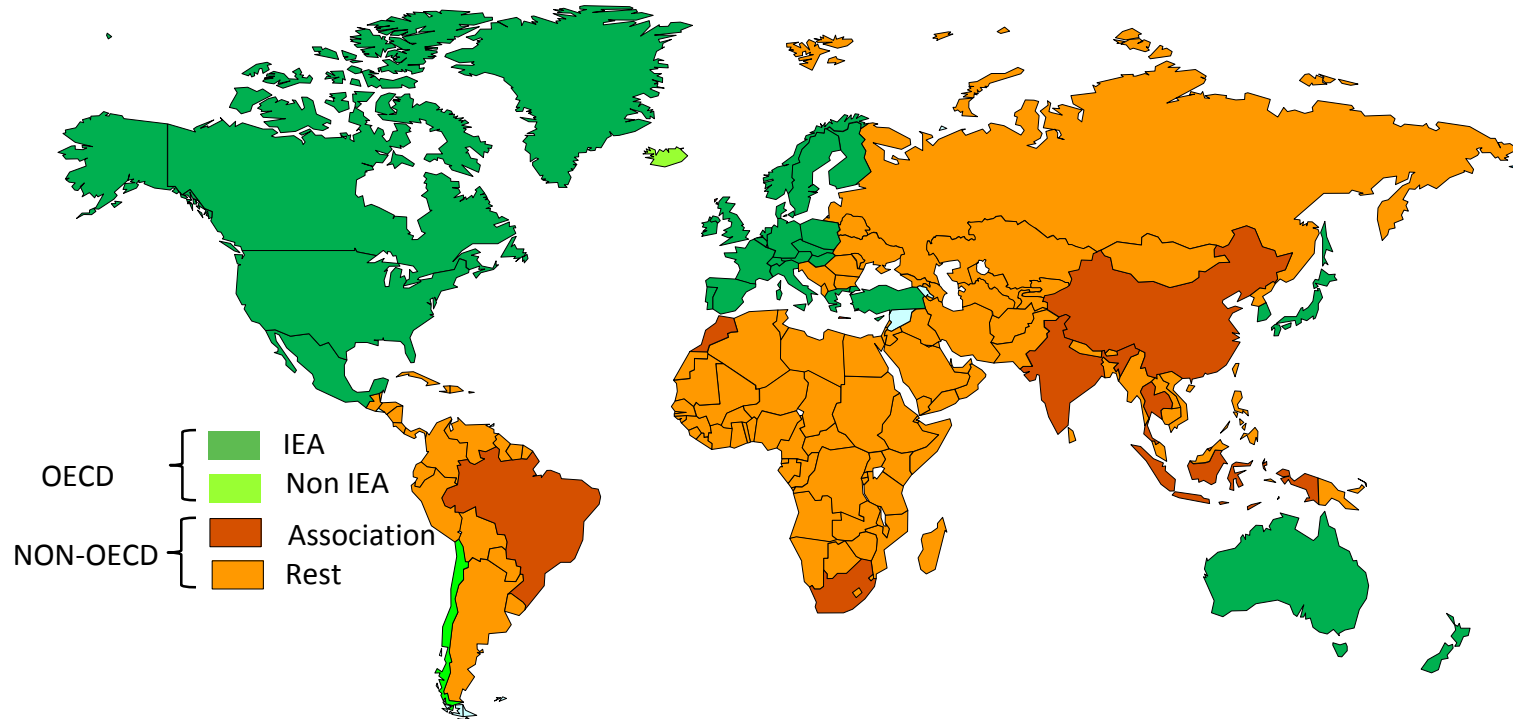 OECD
IEA
Non IEA
NON-OECD
Association
Rest